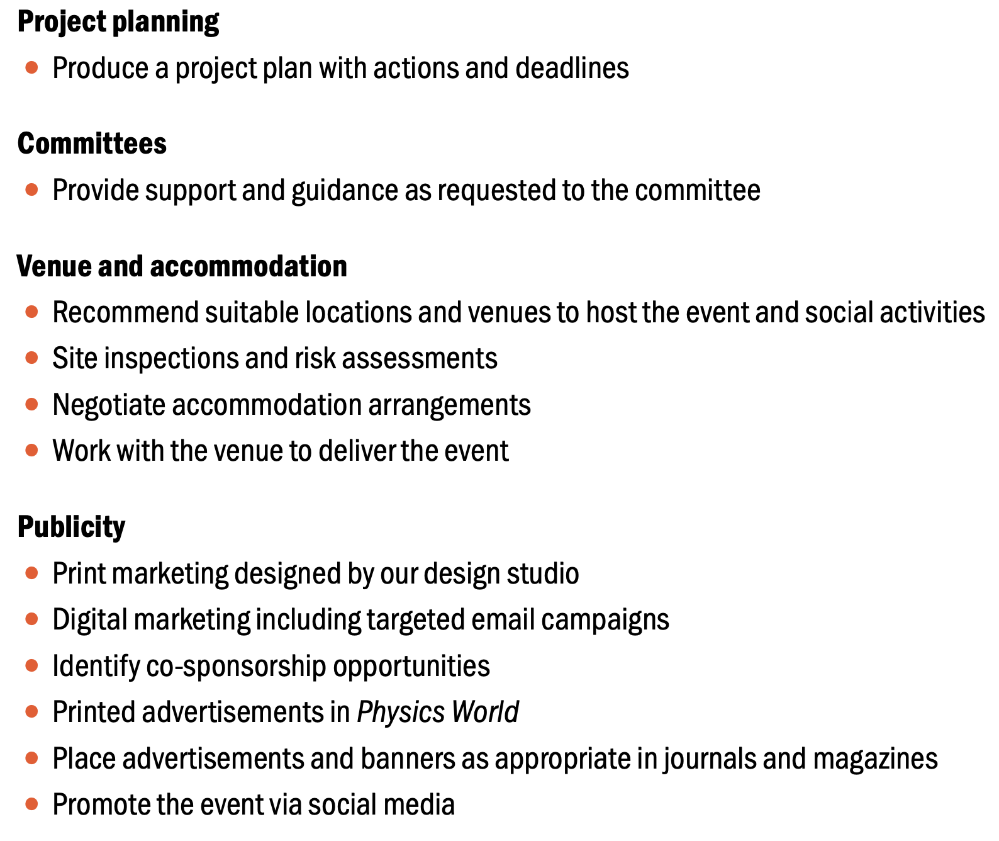 Project planning
• Produce a project plan with actions and deadlines
Committees
• Provide support and guidance as requested to the committee
Venue and accommodation
• Recommend suitable locations and venues to host the event and social activities
• Site inspections and risk assessments
• Negotiate accommodation arrangements
• Work with the venue to deliver the event
Publicity
• Print marketing designed by our design studio
• Digital marketing including targeted email campaigns
• Identify co-sponsorship opportunities
• Printed advertisements in Physics World
• Place advertisements and banners as appropriate in journals and magazines
• Promote the event via social media